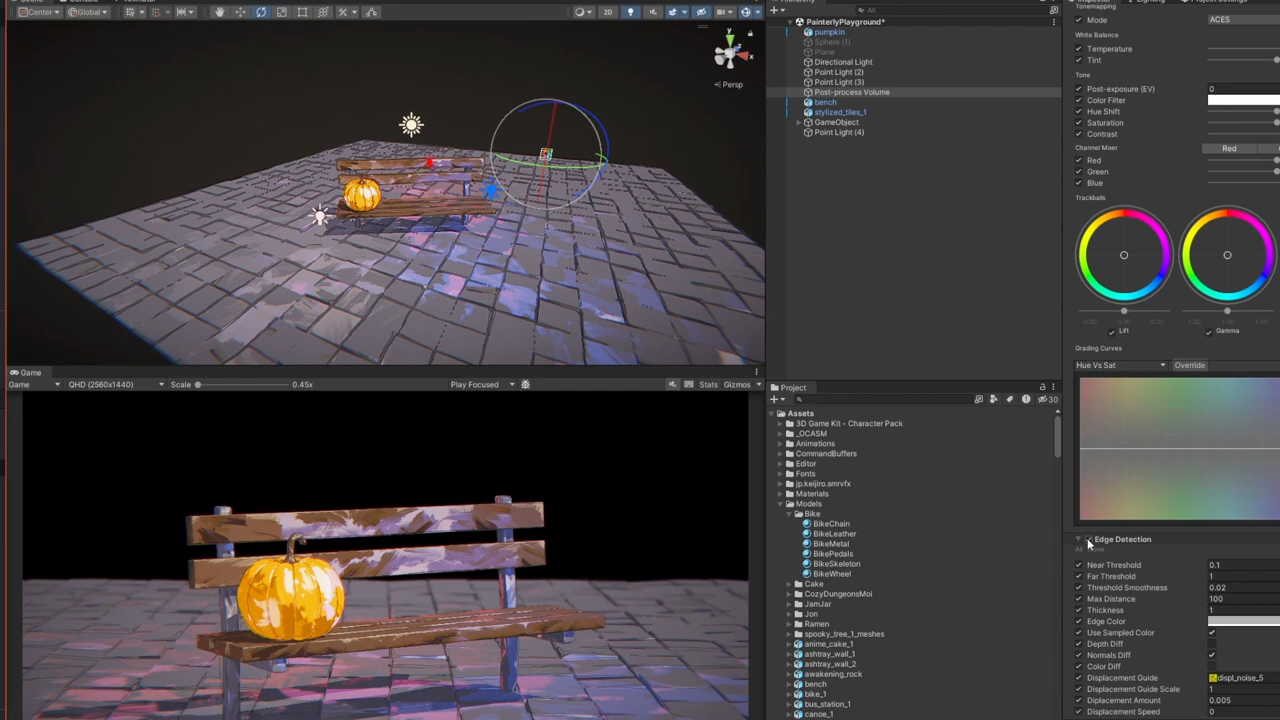 Center
Global
2D
Persp
Game
Game
QHD (2560x1440)
Scale
0.45x
Play Focused
Stats
Gizmos
All
PainterlyPlayground*
pumpkin
Sphere (1)
Plane
Directional Light
Point Light (2)
Point Light (3)
Post-process Volume
bench
stylized_tiles_1
GameObject
Point Light (4)
Project
30
Assets
3D Game Kit - Character Pack
_OCASM
Animations
CommandBuffers
Editor
Fonts
jp.keijiro.smrvfx
Materials
Models
Bike
BikeChain
BikeLeather
BikeMetal
BikePedals
BikeSkeleton
BikeWheel
Cake
CozyDungeonsMoi
JamJar
Jon
Ramen
spooky_tree_1_meshes
anime_cake_1
ashtray_wall_1
ashtray_wall_2
awakening_rock
bench
bike_1
bus_station_1
canoe_1
Tonemapping
Mode ACES
White Balance
Temperature
Tint
Tone
Post-exposure (EV) 0
Color Filter
Hue Shift
Saturation
Contrast
Channel Mixer Red
Red
Green
Blue
Trackballs
Lift Gamma
Grading Curves
Hue Vs Sat Override
Edge Detection
Near Threshold 0.1
Far Threshold 1
Threshold Smoothness 0.02
Max Distance 100
Thickness 1
Edge Color
Use Sampled Color
Depth Diff
Normals Diff
Color Diff
Displacement Guide displ_noise_5
Displacement Guide Scale 1
Displacement Amount 0.005
Displacement Speed 0